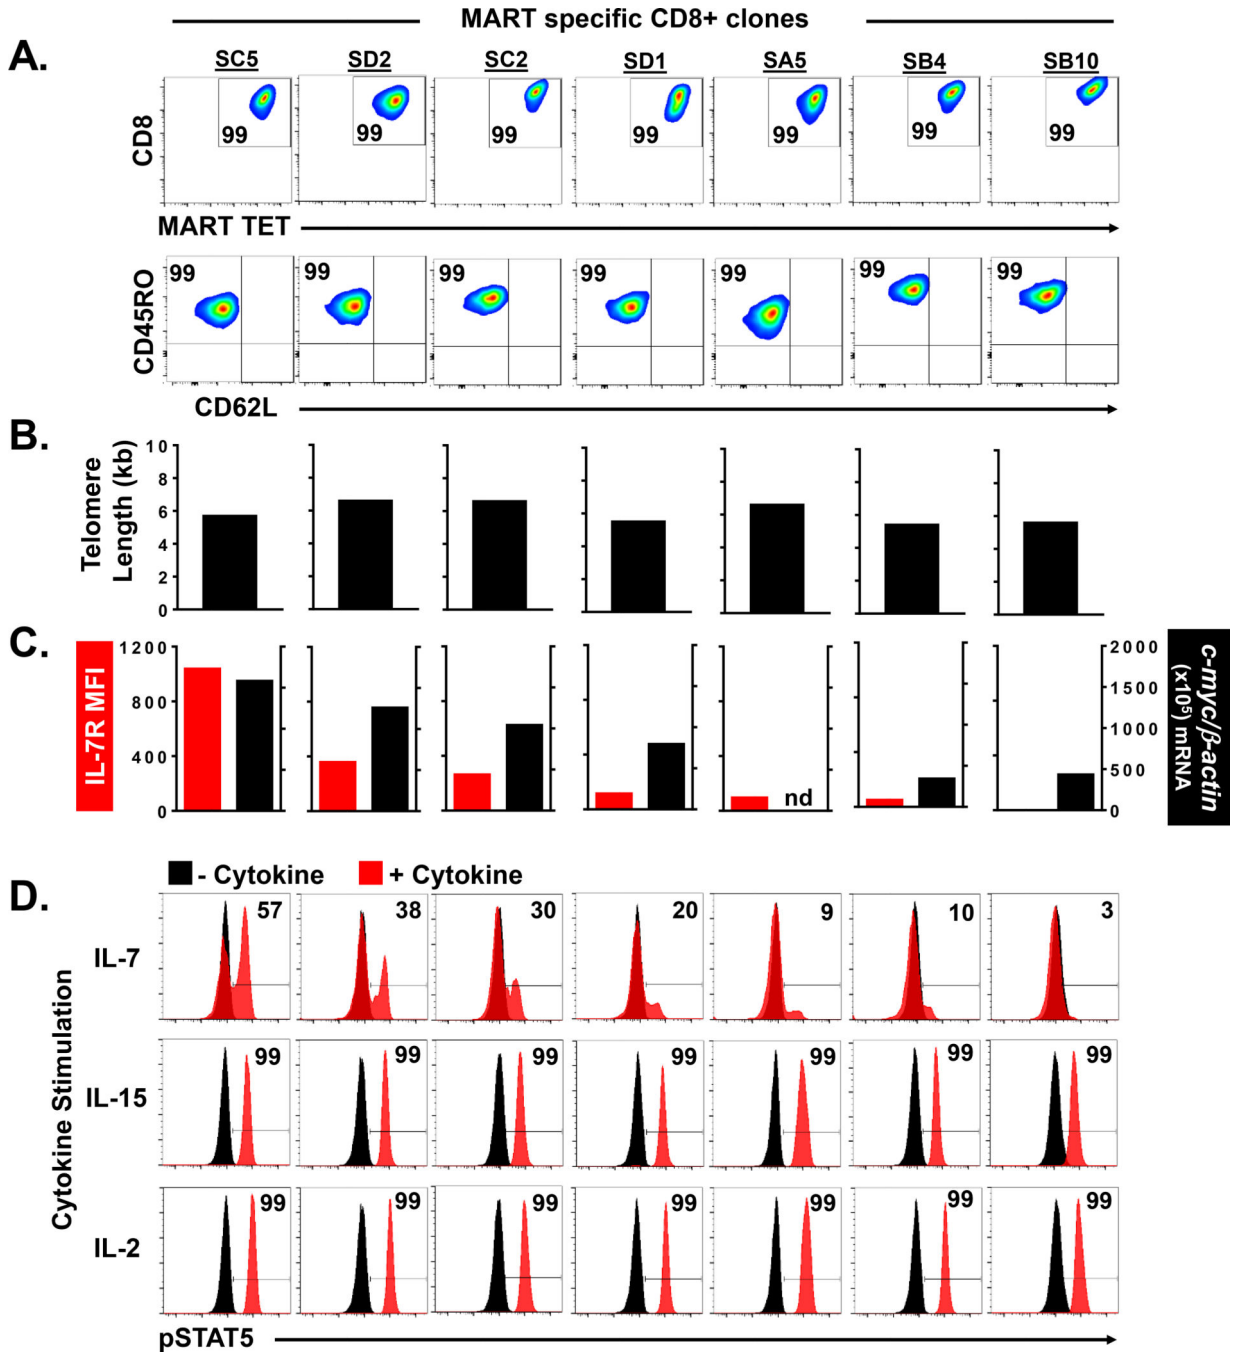 MART specific CD8+ clones
A.
SC5 SD2 SC2 SD1 SA5 SB4 SB10
CD8
99 99 99 99 99 99 99
MART TET
CD45RO
99 99 99 99 99 99 99
CD62L
B.
Telomere
Length (kb)
10
8
6
4
2
0
C.
IL-7R MFI
1200
800
400
0
nd
2000
1500
1000
500
0
c-myc/β-actin
(x10⁵) mRNA
- Cytokine + Cytokine
D.
Cytokine Stimulation
IL-7
57 38 30 20 9 10 3
IL-15
99 99 99 99 99 99 99
IL-2
99 99 99 99 99 99 99
pSTAT5